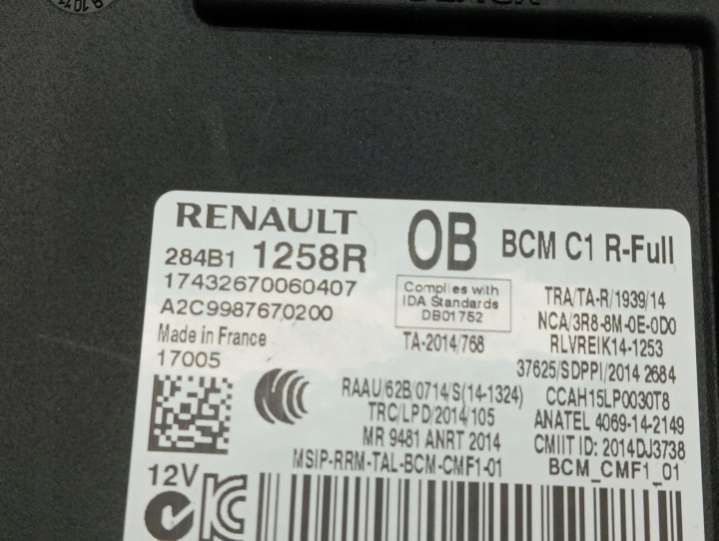 RENAULT
284B1 1258R
17432670060407
A2C9987670200
Made in France
17005
12V
OB
BCM C1 R-Full
Complies with
IDA Standards
DB01752
TA-2014/768
TRA/TA-R/1939/14
NCA/3R8-8M-0E-0D0
RLVREIK14-1253
37625/SDPPI/2014 2684
RAAU/62B/0714/S(14-1324)
CCAH15LP0030T8
TRC/LPD/2014/105
ANATEL 4069-14-2149
MR 9481 ANRT 2014
CMIIT ID: 2014DJ3738
MSIP-RRM-TAL-BCM-CMF1-01
BCM_CMF1_01